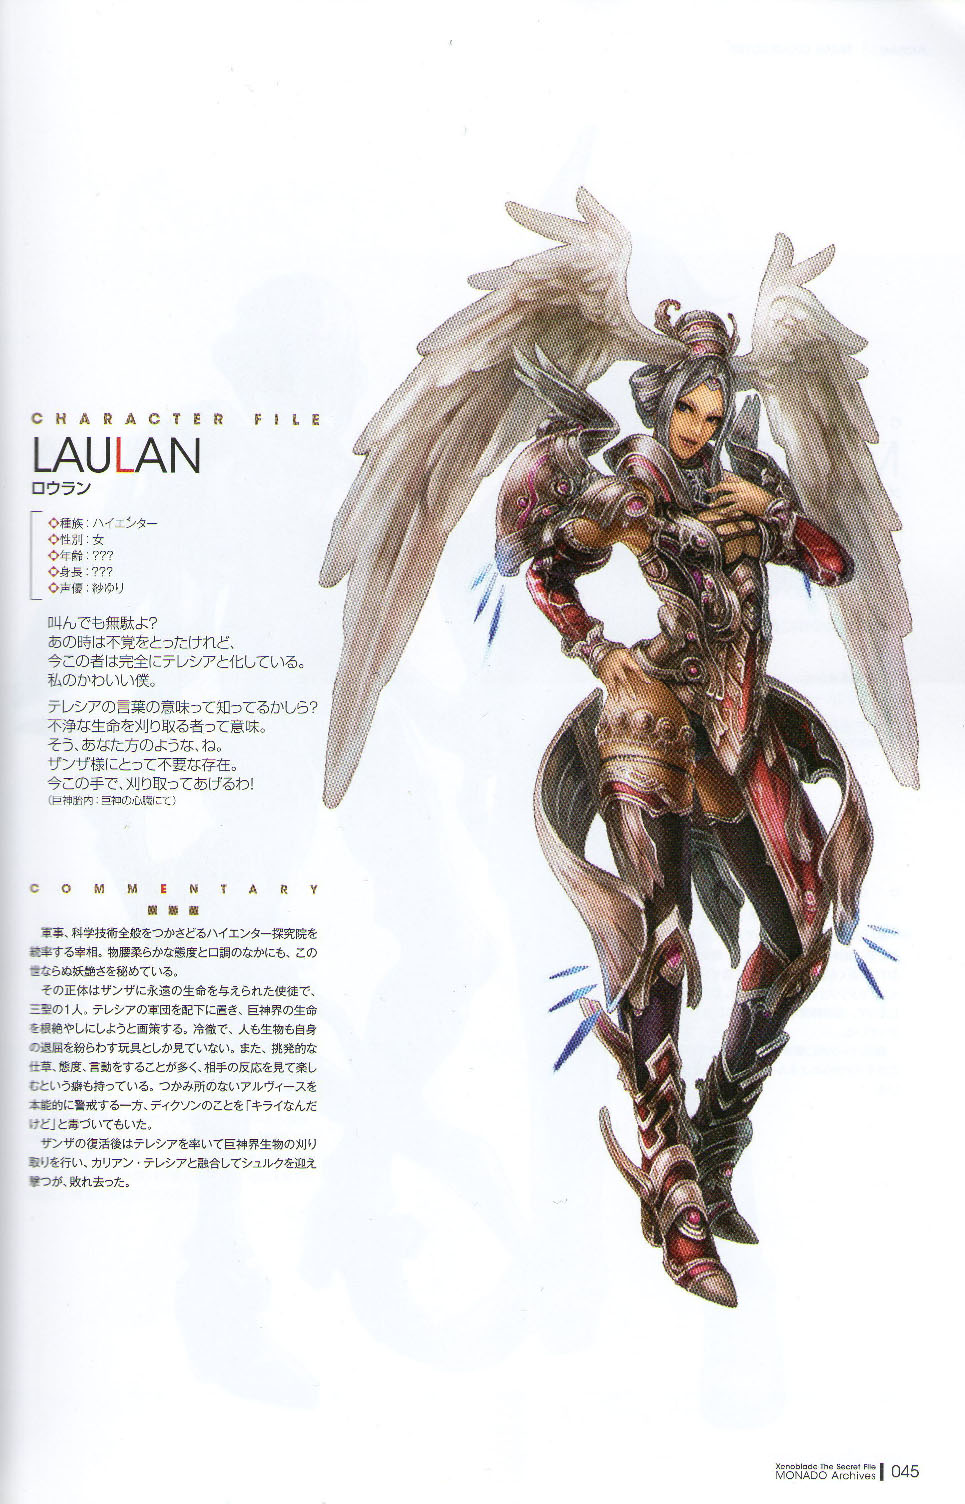 CHARACTER FILE
LAULAN
ロウラン
◇種族：ハイエンター
◇性別：女
◇年齢：???
◇身長：???
◇声優：紗ゆり
叫んでも無駄よ？
あの時は不覚をとったけれど、
今この者は完全にテレシアと化している。
私のかわいい僕。
テレシアの言葉の意味って知ってるかしら？
不浄な生命を刈り取る者って意味。
そう、あなた方のような、ね。
ザンザ様にとって不要な存在。
今この手で、刈り取ってあげるわ！
（巨神胎内：巨神の心臓にて）
COMMENTARY
軍事、科学技術全般をつかさどるハイエンター探究院を
統率する宰相。物腰柔らかな態度と口調のなかにも、この
世ならぬ妖艶さを秘めている。
その正体はザンザに永遠の生命を与えられた使徒で、
三聖の1人。テレシアの軍団を配下に置き、巨神界の生命
を根絶やしにしようと画策する。冷徹で、人も生物も自身
の退屈を紛らわす玩具としか見ていない。また、挑発的な
仕草、態度、言動をすることが多く、相手の反応を見て楽し
むという癖も持っている。つかみ所のないアルヴィースを
本能的に警戒する一方、ディクソンのことを「キライなんだ
けど」と毒づいてもいた。
ザンザの復活後はテレシアを率いて巨神界生物の刈り
取りを行い、カリアン・テレシアと融合してシュルクを迎え
撃つが、敗れ去った。
Xenoblade The Secret File
MONADO Archives
045